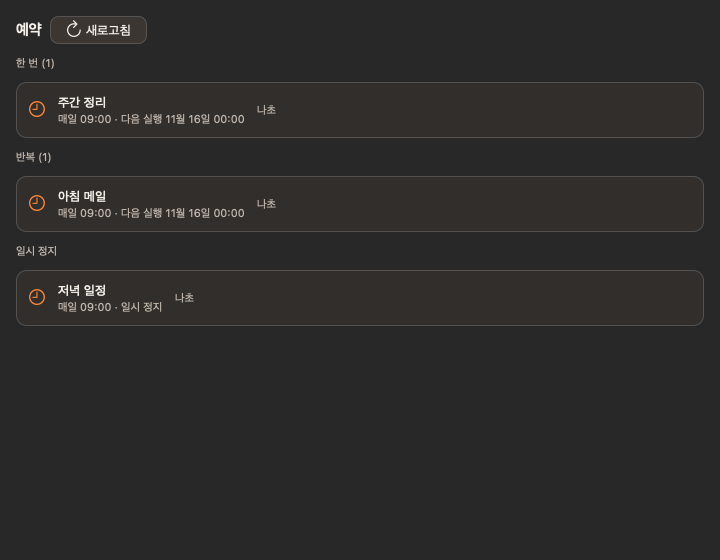 예약
새로고침
한 번 (1)
주간 정리
매일 09:00 · 다음 실행 11월 16일 00:00
나초
반복 (1)
아침 메일
매일 09:00 · 다음 실행 11월 16일 00:00
나초
일시 정지
저녁 일정
매일 09:00 · 일시 정지
나초